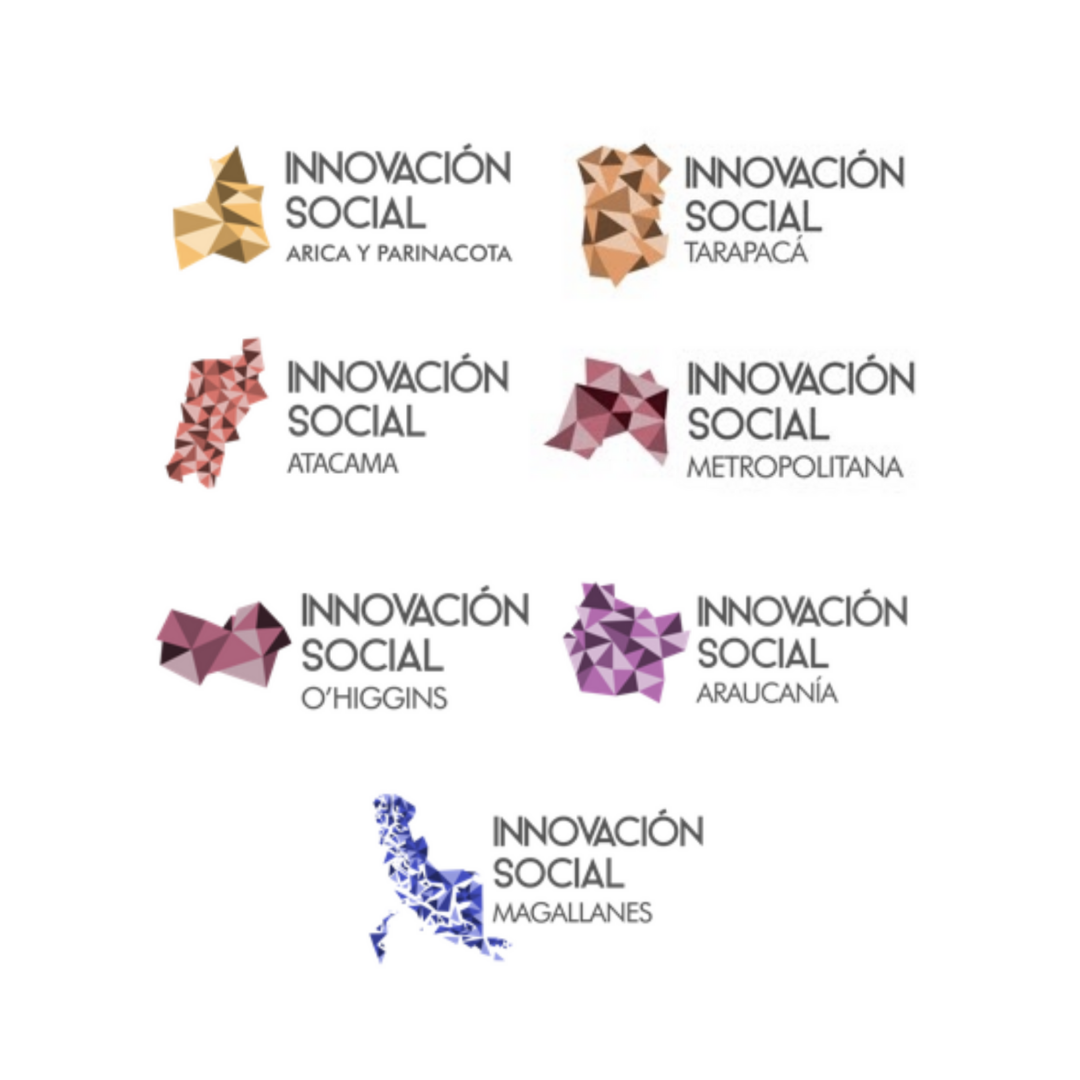 INNOVACIÓN
SOCIAL
ARICA Y PARINACOTA
INNOVACIÓN
SOCIAL
TARAPACÁ
INNOVACIÓN
SOCIAL
ATACAMA
INNOVACIÓN
SOCIAL
METROPOLITANA
INNOVACIÓN
SOCIAL
O'HIGGINS
INNOVACIÓN
SOCIAL
ARAUCANÍA
INNOVACIÓN
SOCIAL
MAGALLANES